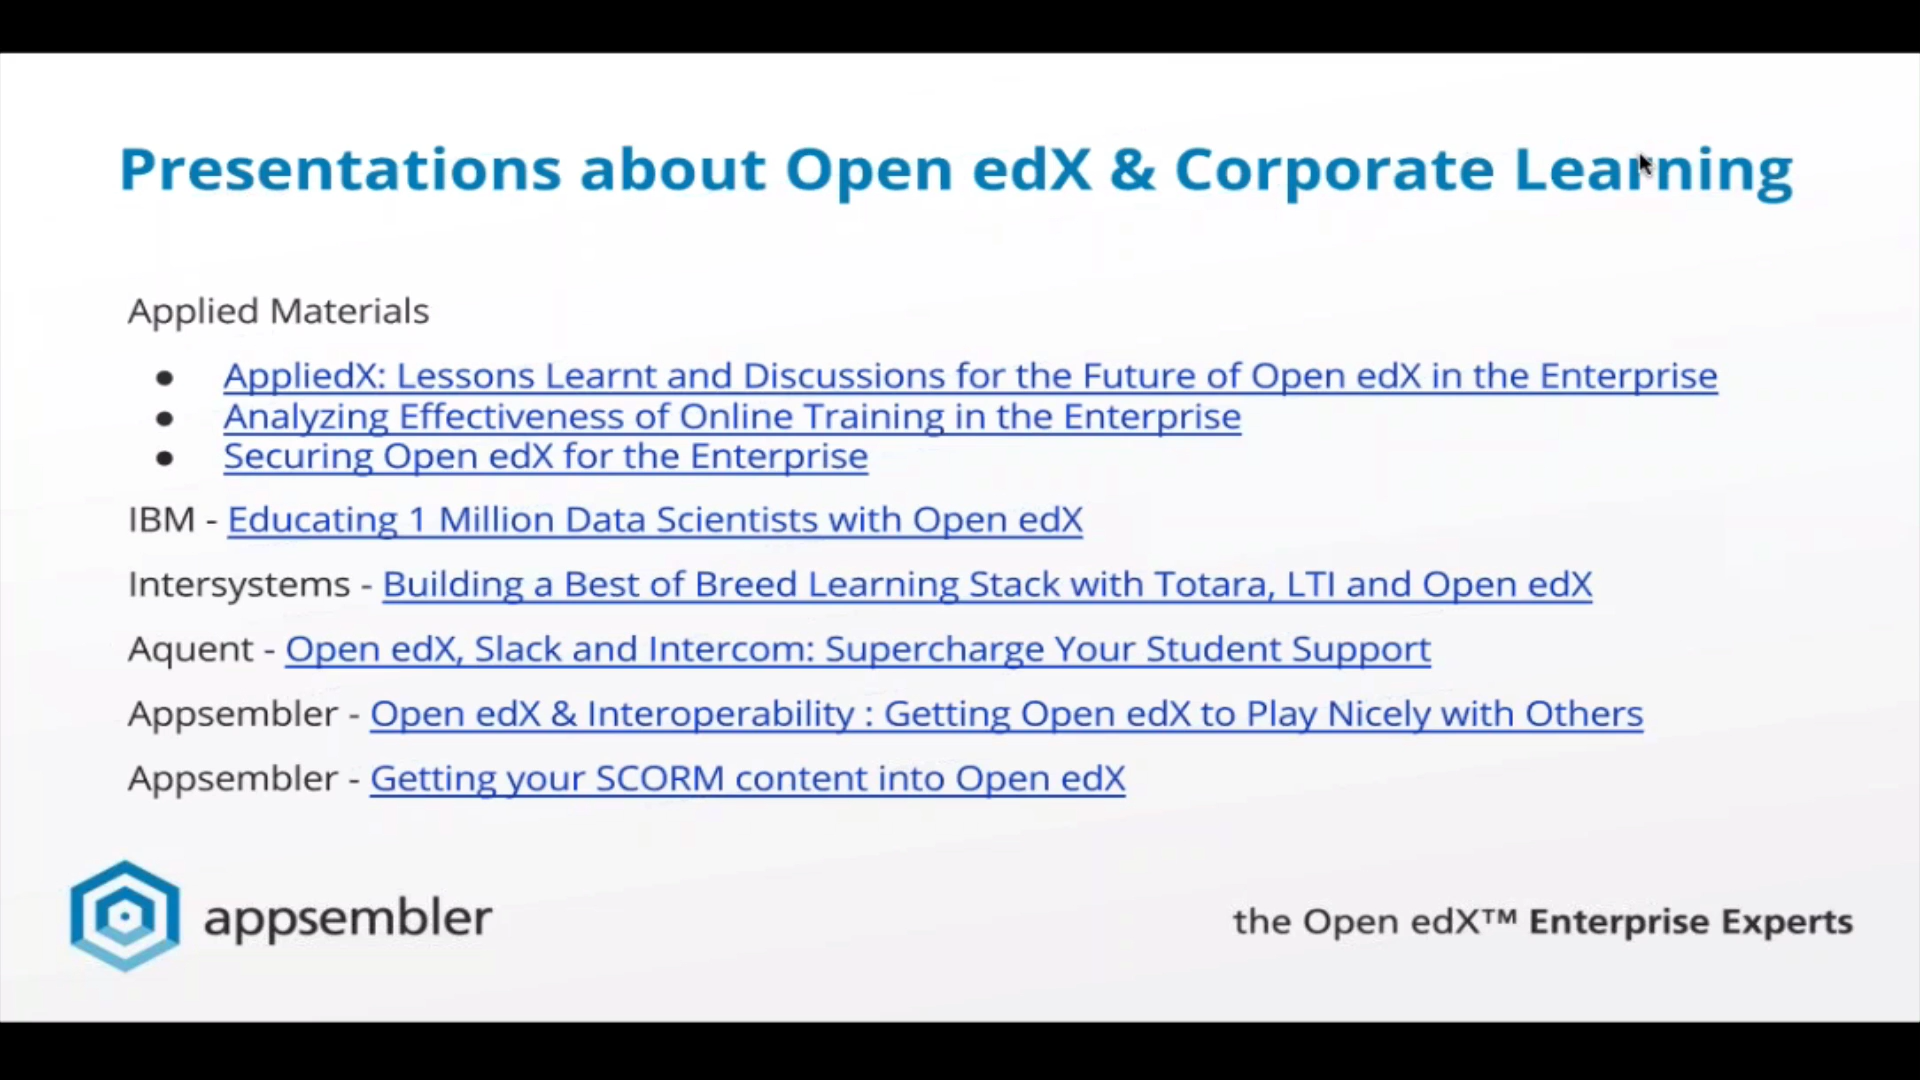 Presentations about Open edX & Corporate Learning
Applied Materials
● AppliedX: Lessons Learnt and Discussions for the Future of Open edX in the Enterprise
● Analyzing Effectiveness of Online Training in the Enterprise
● Securing Open edX for the Enterprise
IBM - Educating 1 Million Data Scientists with Open edX
Intersystems - Building a Best of Breed Learning Stack with Totara, LTI and Open edX
Aquent - Open edX, Slack and Intercom: Supercharge Your Student Support
Appsembler - Open edX & Interoperability : Getting Open edX to Play Nicely with Others
Appsembler - Getting your SCORM content into Open edX
appsembler
the Open edX™ Enterprise Experts